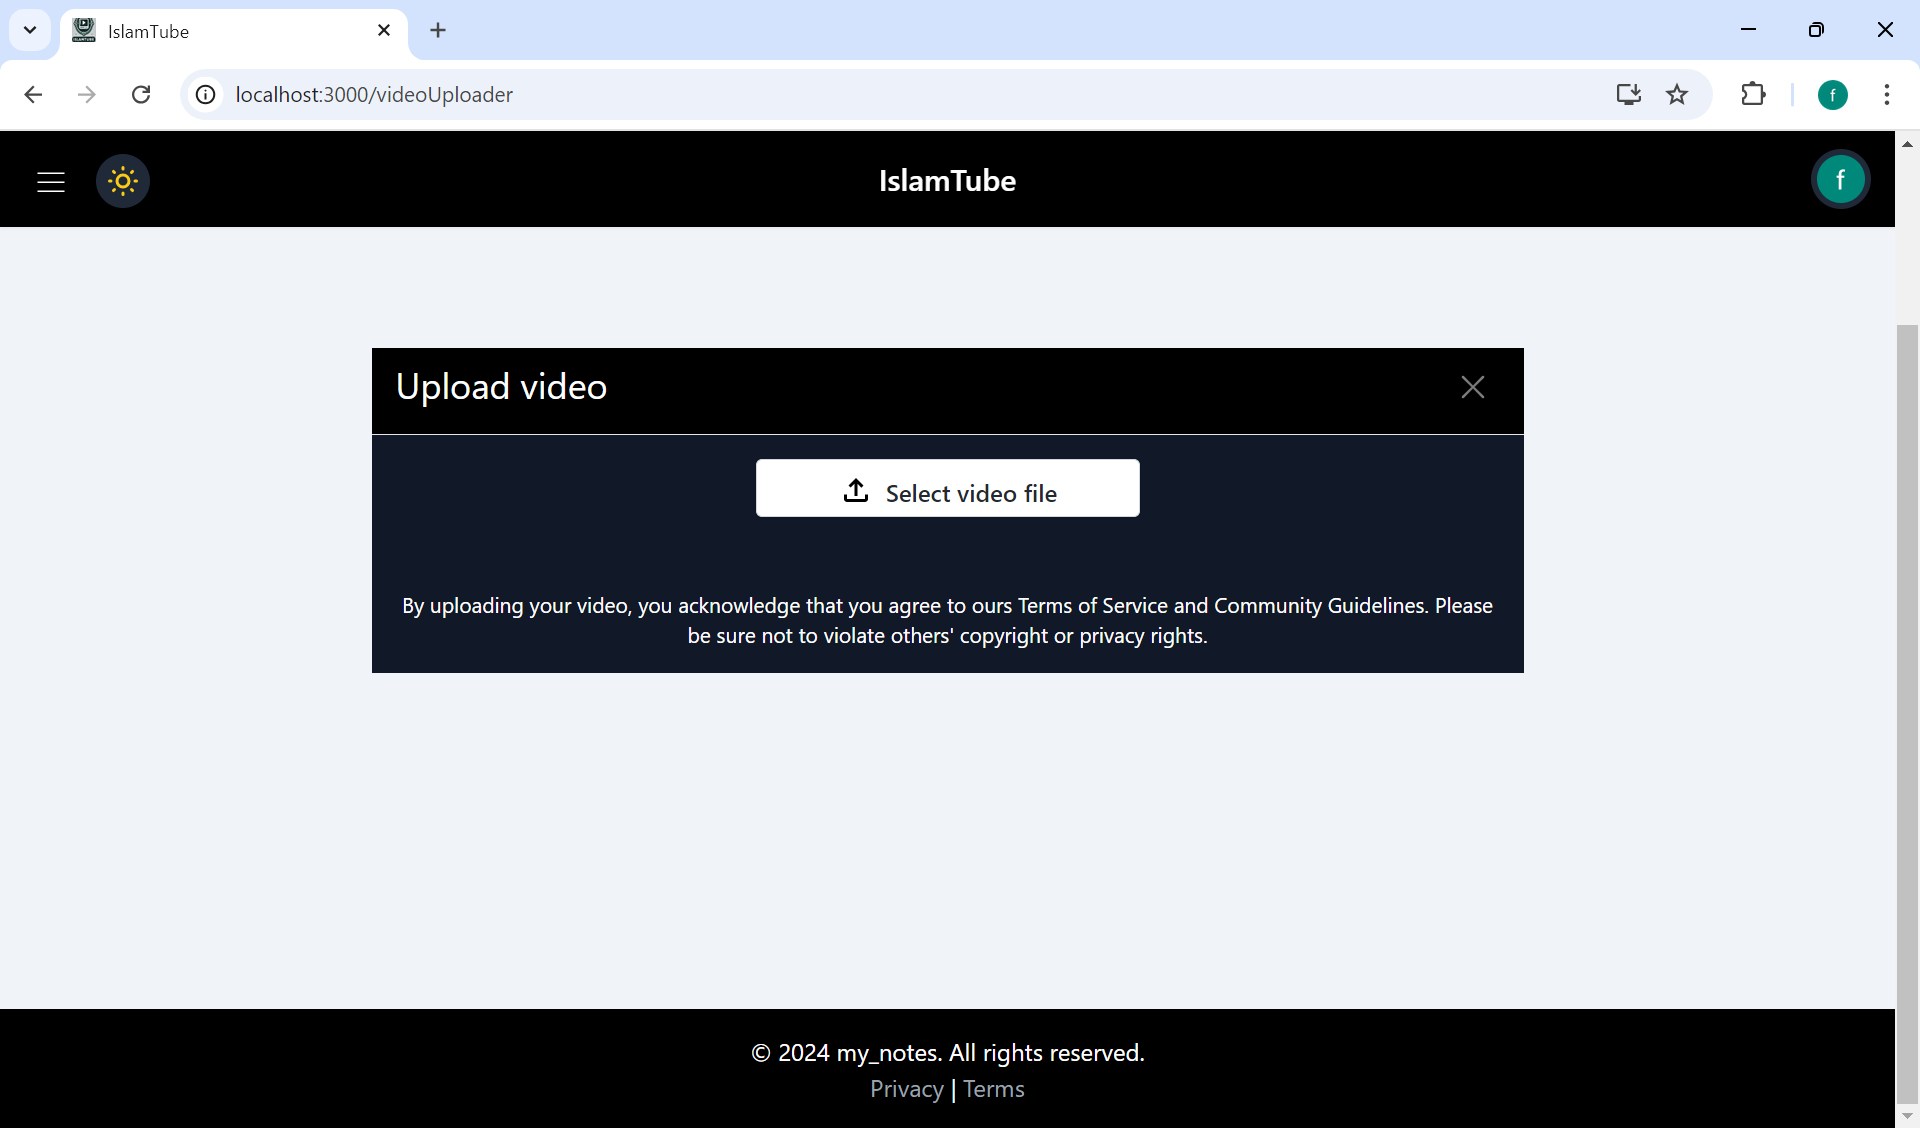 IslamTube
localhost:3000/videoUploader
f
IslamTube
f
Upload video
Select video file
By uploading your video, you acknowledge that you agree to ours Terms of Service and Community Guidelines. Please
be sure not to violate others' copyright or privacy rights.
© 2024 my_notes. All rights reserved.
Privacy | Terms